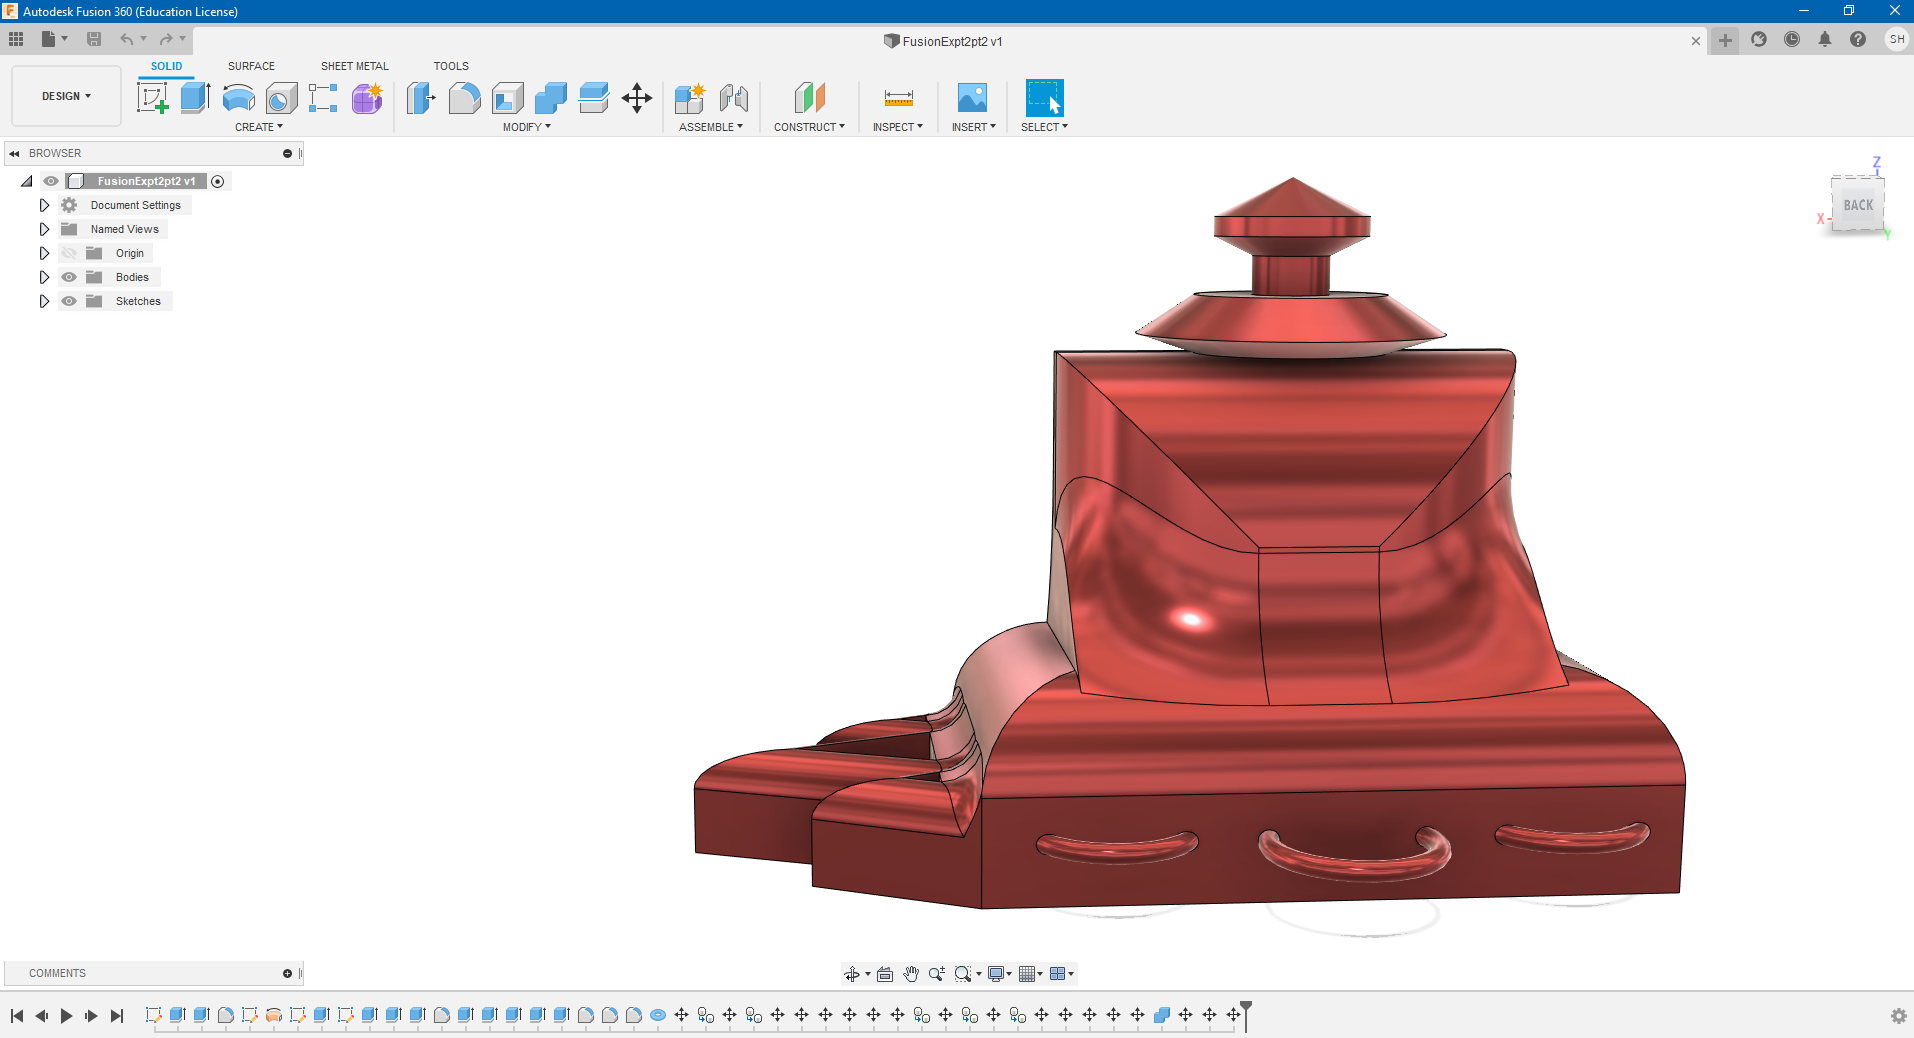 Autodesk Fusion 360 (Education License)
FusionExpt2pt2 v1
SH
SOLID SURFACE SHEET METAL TOOLS
DESIGN
CREATE MODIFY ASSEMBLE CONSTRUCT INSPECT INSERT SELECT
BROWSER
FusionExpt2pt2 v1
Document Settings
Named Views
Origin
Bodies
Sketches
Z
BACK
X
Y
COMMENTS